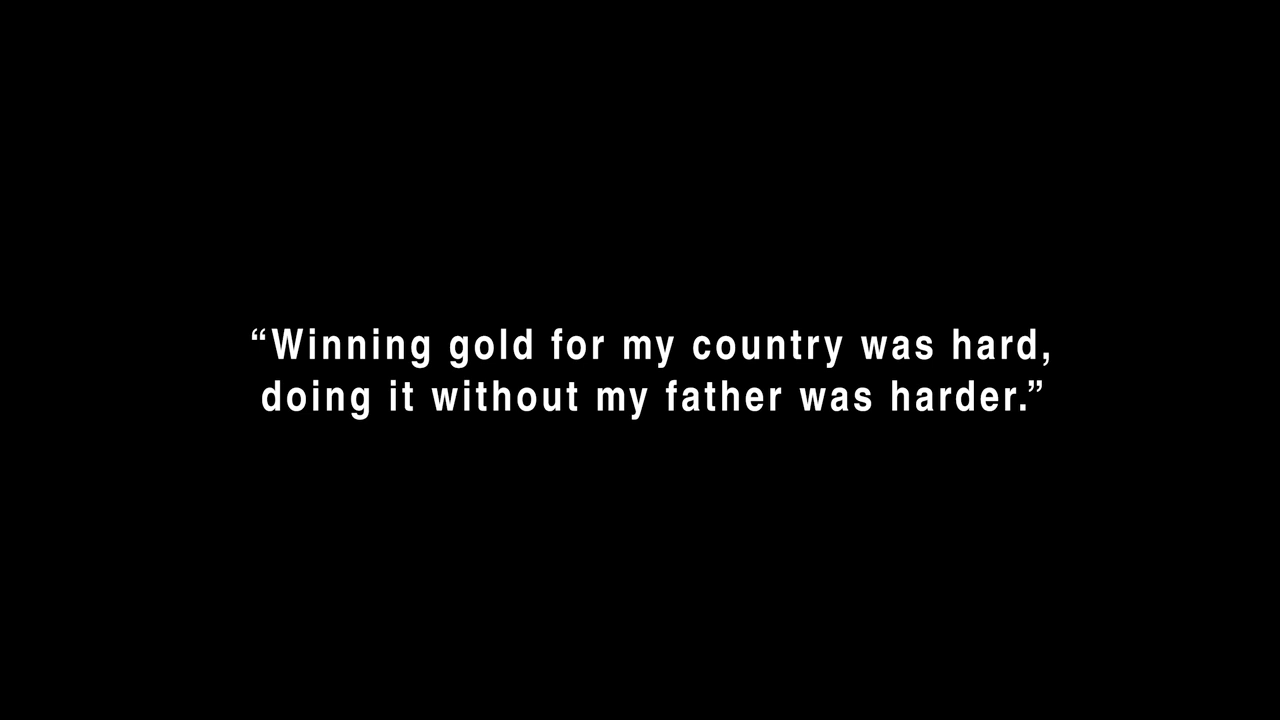 “Winning gold for my country was hard,
doing it without my father was harder.”